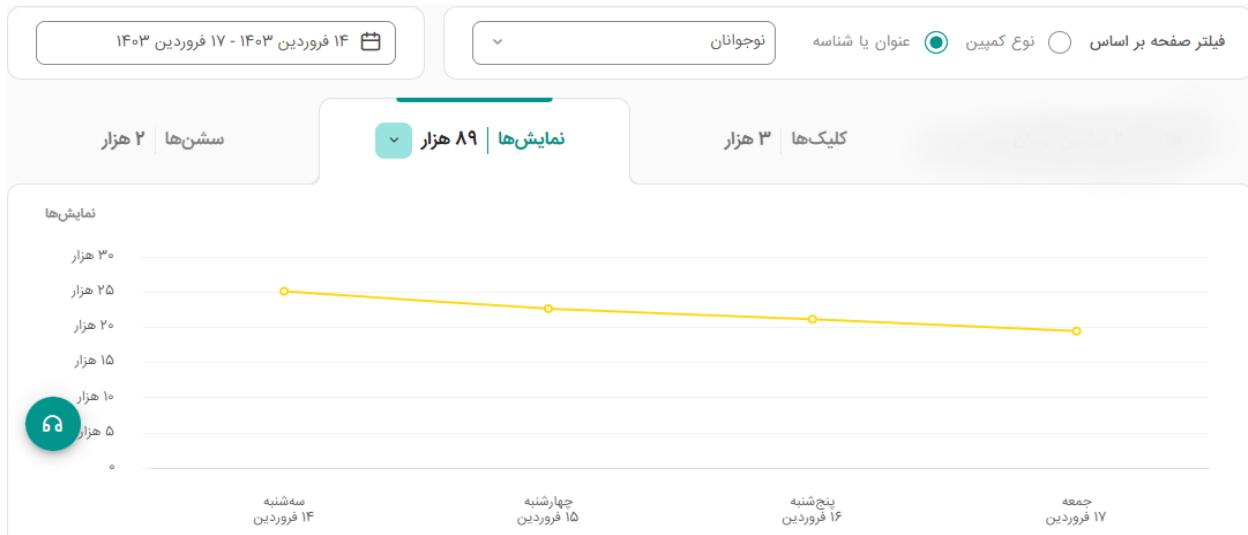 فیلتر صفحه بر اساس
نوع کمپین
عنوان یا شناسه
نوجوانان
۱۴ فروردین ۱۴۰۳ - ۱۷ فروردین ۱۴۰۳
کلیک‌ها ۳ هزار
نمایش‌ها ۸۹ هزار
سشن‌ها ۲ هزار
نمایش‌ها
۳۰ هزار
۲۵ هزار
۲۰ هزار
۱۵ هزار
۱۰ هزار
۵ هزار
۰
جمعه
۱۷ فروردین
پنج‌شنبه
۱۶ فروردین
چهارشنبه
۱۵ فروردین
سه‌شنبه
۱۴ فروردین